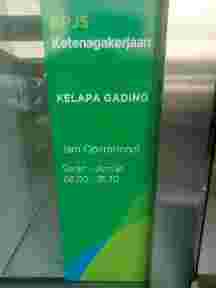 BPJS
Ketenagakerjaan
KELAPA GADING
Jam Operasional
Senin - Jumat